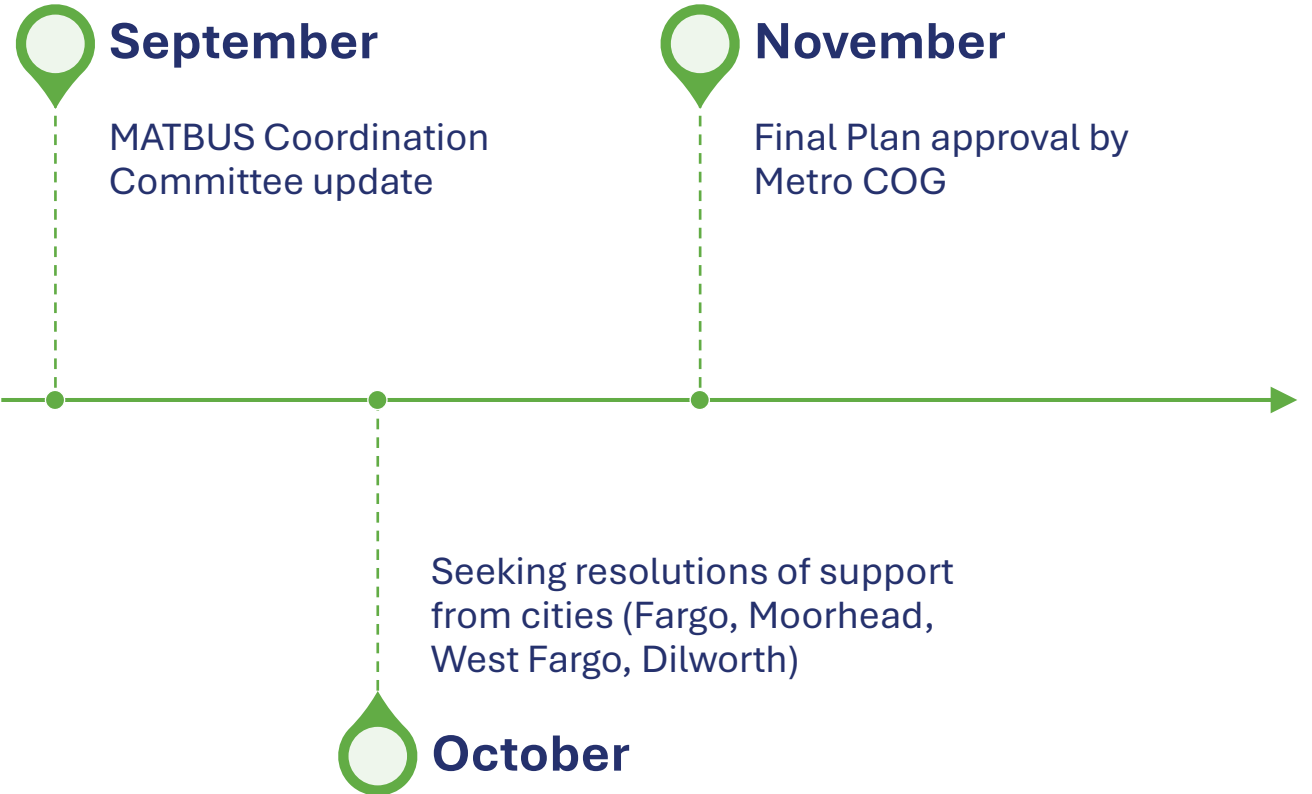 September
MATBUS Coordination
Committee update
November
Final Plan approval by
Metro COG
Seeking resolutions of support
from cities (Fargo, Moorhead,
West Fargo, Dilworth)
October